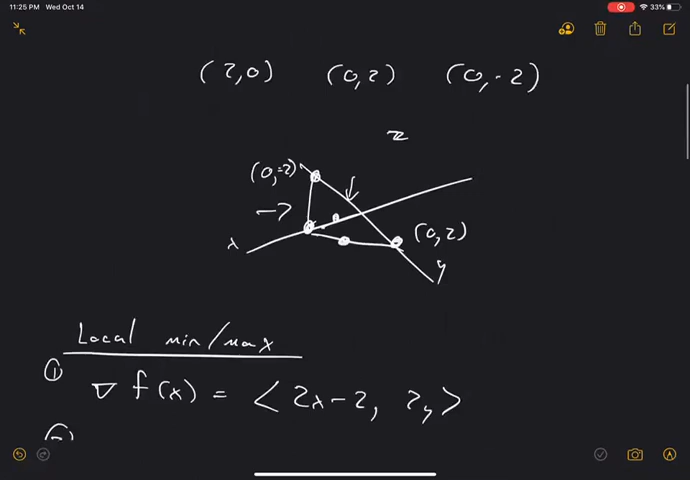 11:25 PM Wed Oct 14
33%
(2,0) (0,2) (0,-2)
z
(0,-2)
->
(0,2)
x
y
Local min/max
①
∇ f(x) = < 2x-2, 2y >